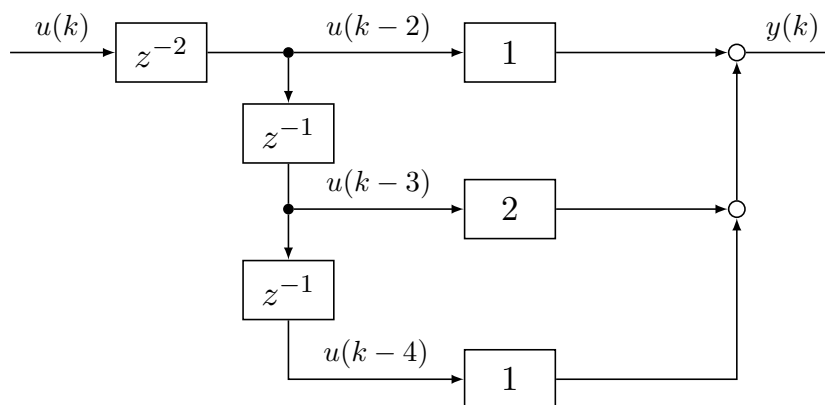 u(k) u(k − 2) y(k)
z⁻² 1
z⁻¹
u(k − 3)
2
z⁻¹
u(k − 4)
1